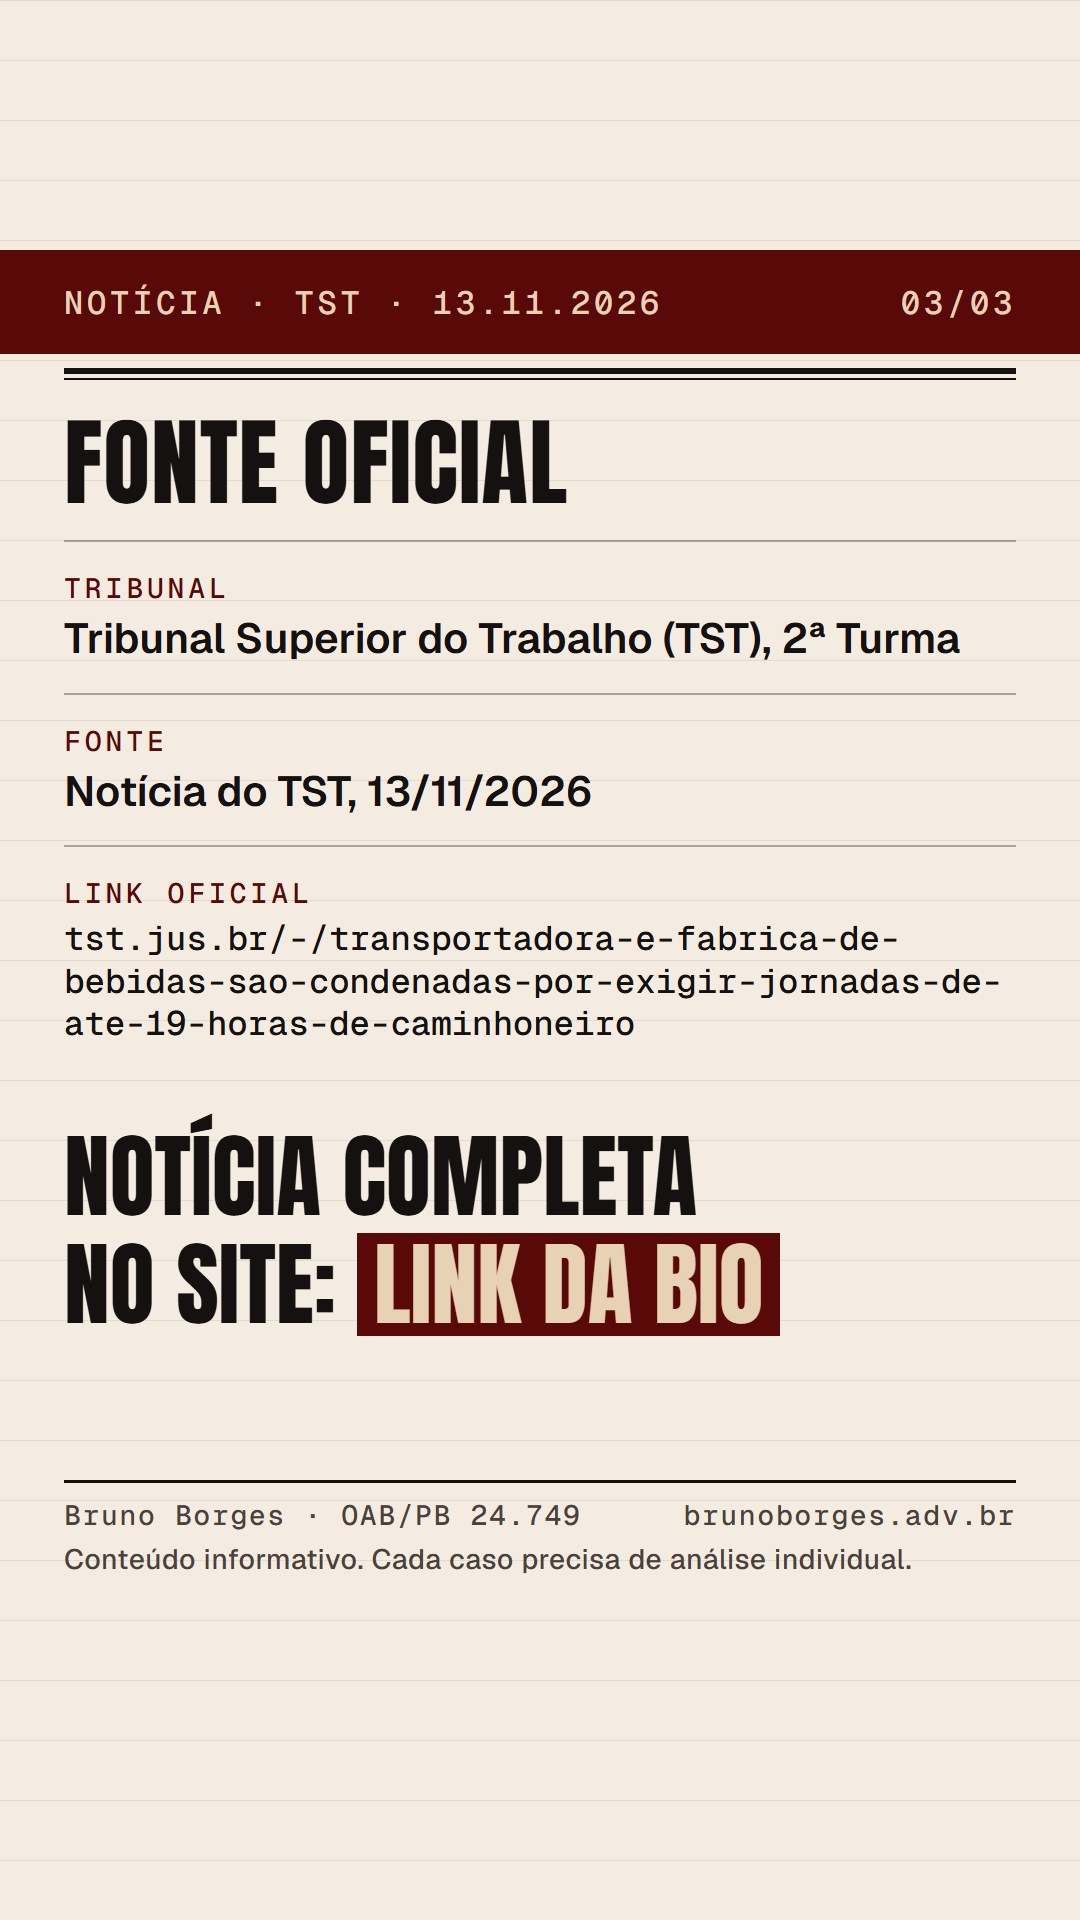 NOTÍCIA · TST · 13.11.2026 03/03
FONTE OFICIAL
TRIBUNAL
Tribunal Superior do Trabalho (TST), 2ª Turma
FONTE
Notícia do TST, 13/11/2026
LINK OFICIAL
tst.jus.br/-/transportadora-e-fabrica-de-
bebidas-sao-condenadas-por-exigir-jornadas-de-
ate-19-horas-de-caminhoneiro
NOTÍCIA COMPLETA
NO SITE: LINK DA BIO
Bruno Borges · OAB/PB 24.749 brunoborges.adv.br
Conteúdo informativo. Cada caso precisa de análise individual.